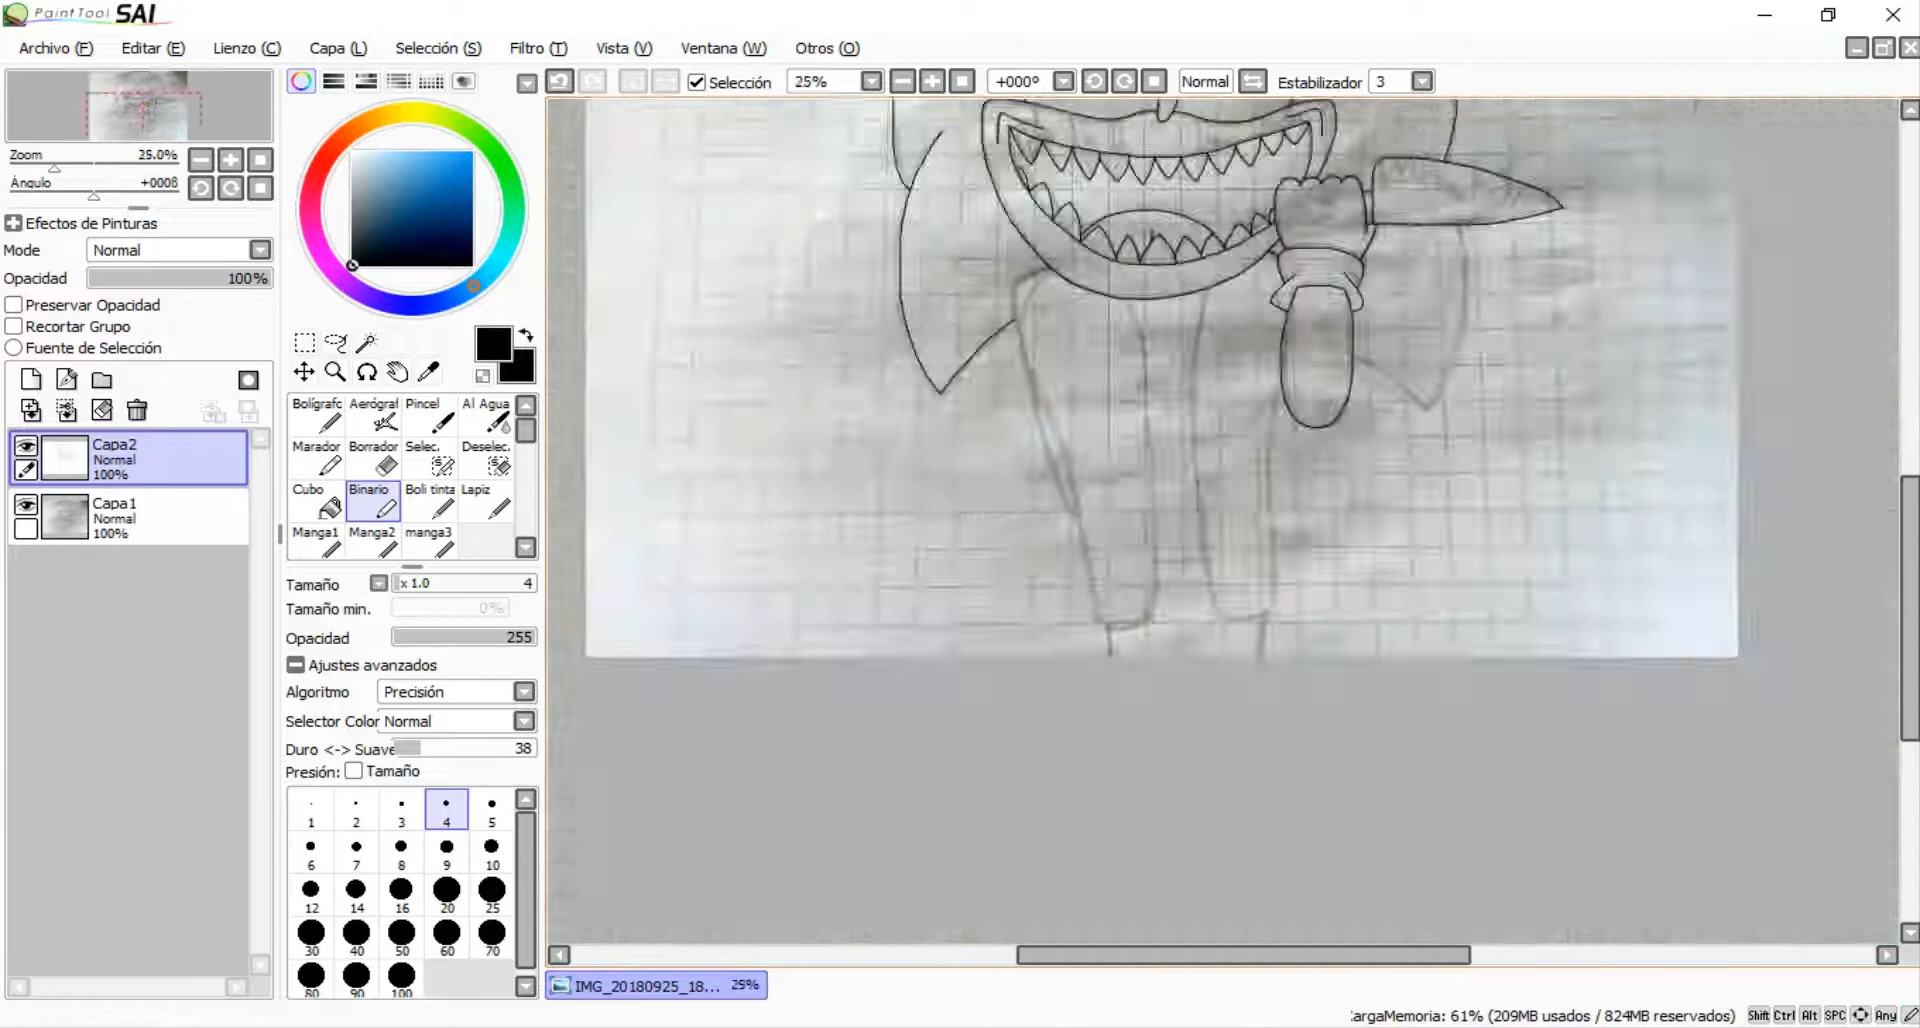 PaintTool SAI
Archivo (F) Editar (E) Lienzo (C) Capa (L) Selección (S) Filtro (T) Vista (V) Ventana (W) Otros (O)
Selección 25% +000º Normal Estabilizador 3
Zoom 25.0%
Ángulo +0008
Efectos de Pinturas
Mode Normal
Opacidad 100%
Preservar Opacidad
Recortar Grupo
Fuente de Selección
Capa2
Normal
100%
Capa1
Normal
100%
Bolígrafc Aerógraf Pincel Al Agua
Marador Borrador Selec. Deselec.
Cubo Binario Boli tinta Lapiz
Manga1 Manga2 manga3
Tamaño x 1.0 4
Tamaño min. 0%
Opacidad 255
Ajustes avanzados
Algoritmo Precisión
Selector Color Normal
Duro <-> Suave 38
Presión: Tamaño
1 2 3 4 5
6 7 8 9 10
12 14 16 20 25
30 40 50 60 70
80 90 100
IMG_20180925_18... 25%
:argaMemoria: 61% (209MB usados / 824MB reservados) Shift Ctrl Alt SPC Any